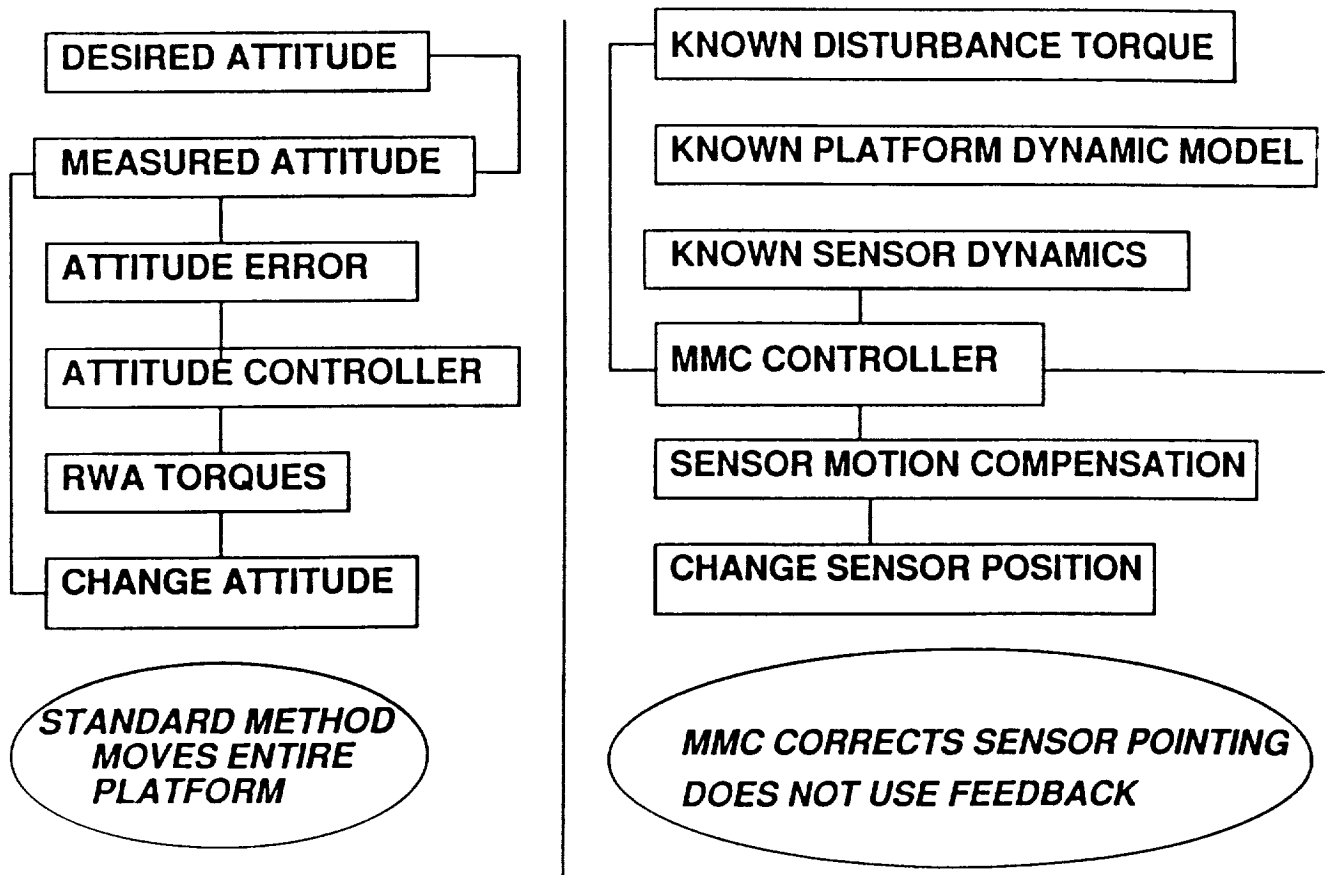 DESIRED ATTITUDE
MEASURED ATTITUDE
ATTITUDE ERROR
ATTITUDE CONTROLLER
RWA TORQUES
CHANGE ATTITUDE
STANDARD METHOD
MOVES ENTIRE
PLATFORM
KNOWN DISTURBANCE TORQUE
KNOWN PLATFORM DYNAMIC MODEL
KNOWN SENSOR DYNAMICS
MMC CONTROLLER
SENSOR MOTION COMPENSATION
CHANGE SENSOR POSITION
MMC CORRECTS SENSOR POINTING
DOES NOT USE FEEDBACK